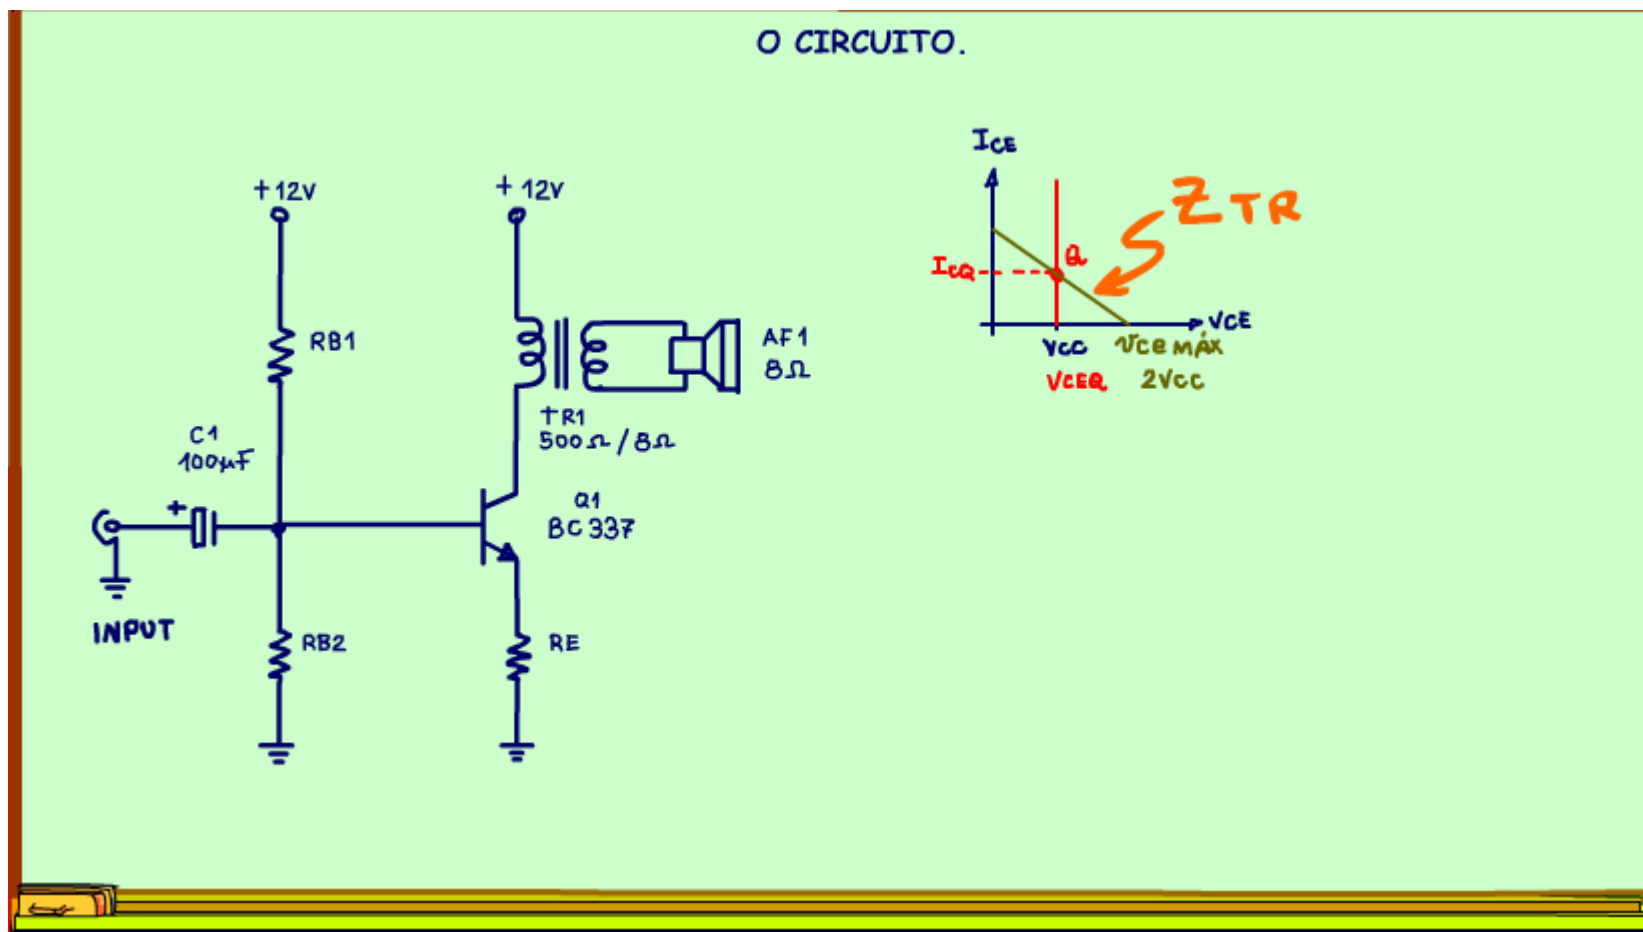 O CIRCUITO.
+12V
+12V
RB1
C1
100µF
INPUT
RB2
TR1
500Ω/8Ω
AF1
8Ω
Q1
BC337
RE
ICE
Z TR
Q
ICQ
VCE
VCC
VCEQ
vce MÁX
2VCC